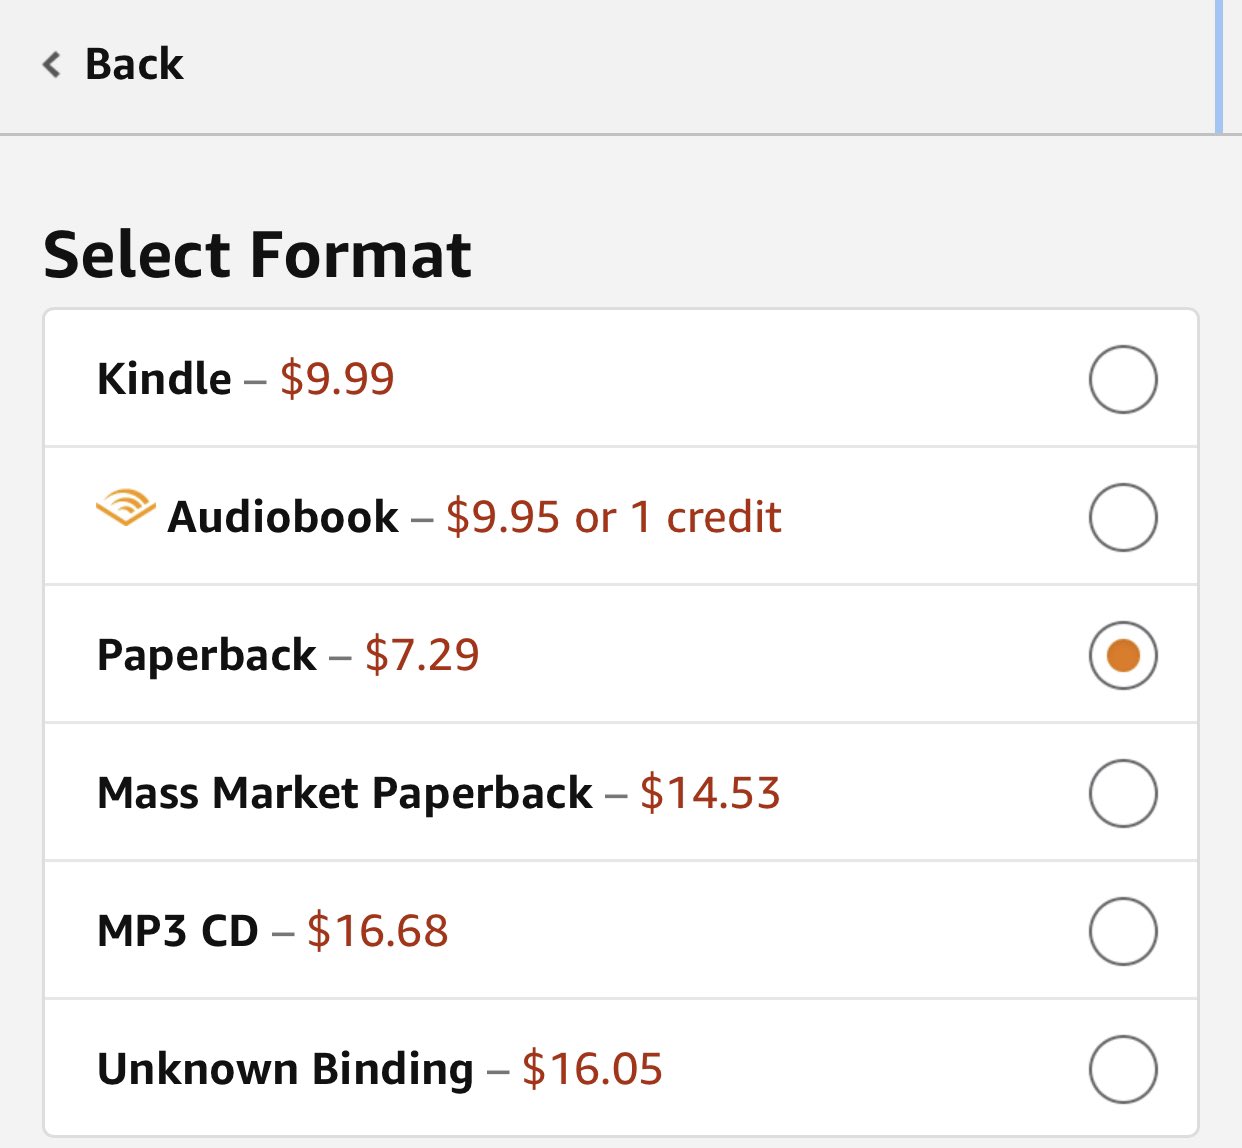 Back
Select Format
Kindle – $9.99
Audiobook – $9.95 or 1 credit
Paperback – $7.29
Mass Market Paperback – $14.53
MP3 CD – $16.68
Unknown Binding – $16.05